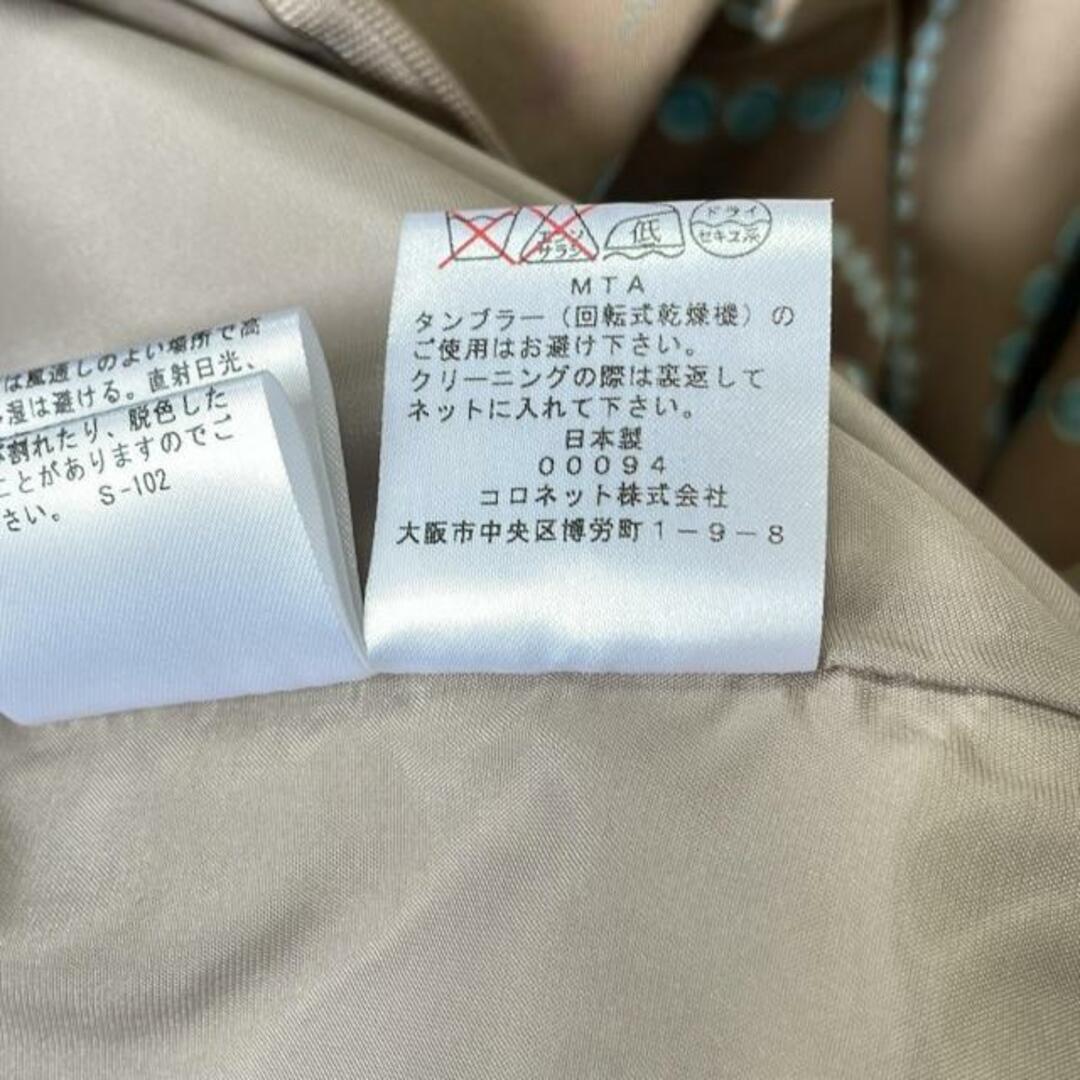 エンソ
サラシ
低
ドライ
セキユ系
MTA
タンブラー（回転式乾燥機）の
ご使用はお避け下さい。
クリーニングの際は裏返して
ネットに入れて下さい。
日本製
00094
コロネット株式会社
大阪市中央区博労町1－9－8
は風通しのよい場所で高
湿は避ける。直射日光、
割れたり、脱色した
ことがありますのでご
さい。 S-102